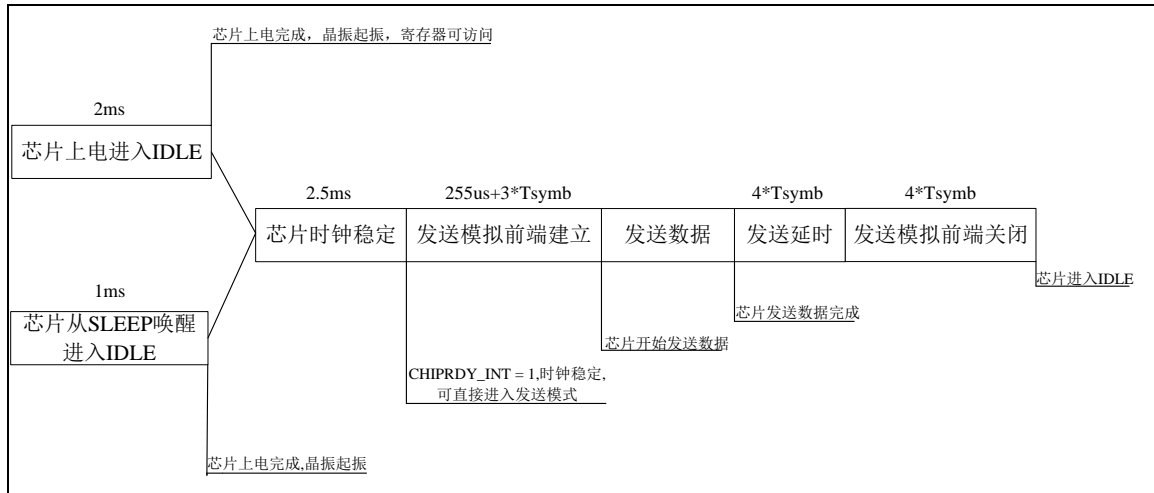 芯片上电完成，晶振起振，寄存器可访问
2ms
芯片上电进入IDLE
2.5ms
255us+3*Tsymb
4*Tsymb
4*Tsymb
芯片时钟稳定
发送模拟前端建立
发送数据
发送延时
发送模拟前端关闭
芯片进入IDLE
1ms
芯片从SLEEP唤醒
进入IDLE
芯片发送数据完成
芯片开始发送数据
CHIPRDY_INT = 1,时钟稳定,
可直接进入发送模式
芯片上电完成,晶振起振